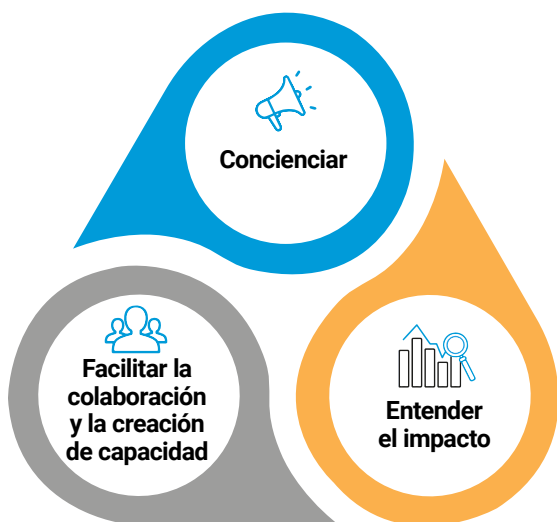 Concienciar
Facilitar la
colaboración
y la creación
de capacidad
Entender
el impacto